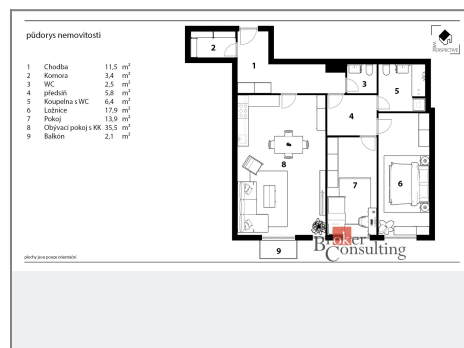 půdorys nemovitosti
1 Chodba 11,5 m²
2 Komora 3,4 m²
3 WC 2,5 m²
4 předsíň 5,8 m²
5 Koupelna s WC 6,4 m²
6 Ložnice 17,9 m²
7 Pokoj 13,9 m²
8 Obývací pokoj s KK 35,5 m²
9 Balkón 2,1 m²
PERSPECTIVE
2
1
3
5
4
8
7
6
9
Broker
Consulting
plochy jsou pouze orientační